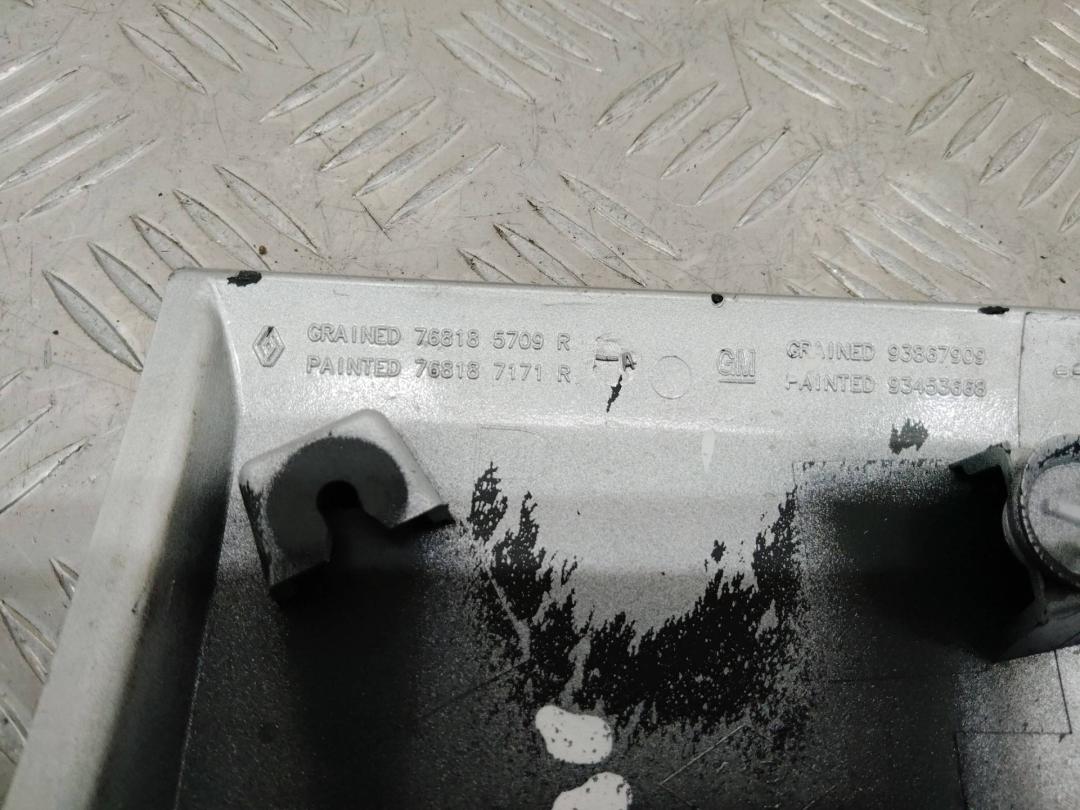 GRAINED 76818 5709 R
PAINTED 76818 7171 R
A
GM
GRAINED 93867909
PAINTED 93453668